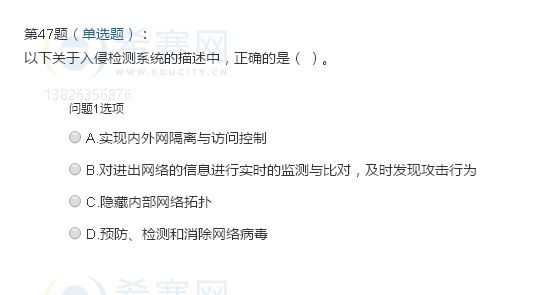 第47题（单选题）：
希赛网
以下关于入侵检测系统的描述中，正确的是（ ）。
WWW.EDUCITY.CN
13826356876
问题1选项
A.实现内外网隔离与访问控制
B.对进出网络的信息进行实时的监测与比对，及时发现攻击行为
C.隐藏内部网络拓扑
D.预防、检测和消除网络病毒
希赛网